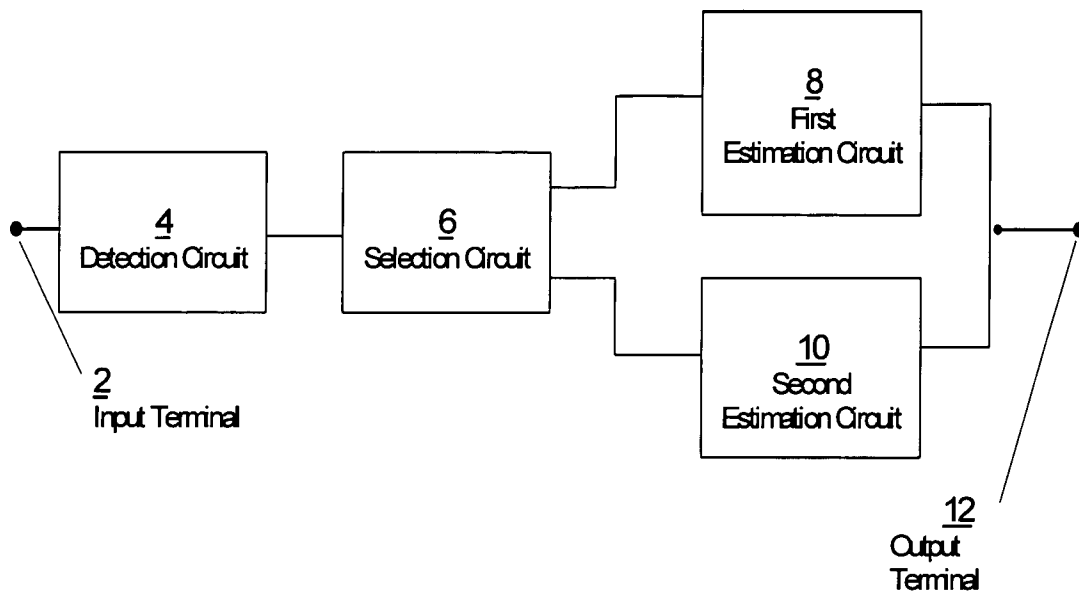 8
First
Estimation Circuit
4
Detection Circuit
6
Selection Circuit
10
Second
Estimation Circuit
2
Input Terminal
12
Output
Terminal